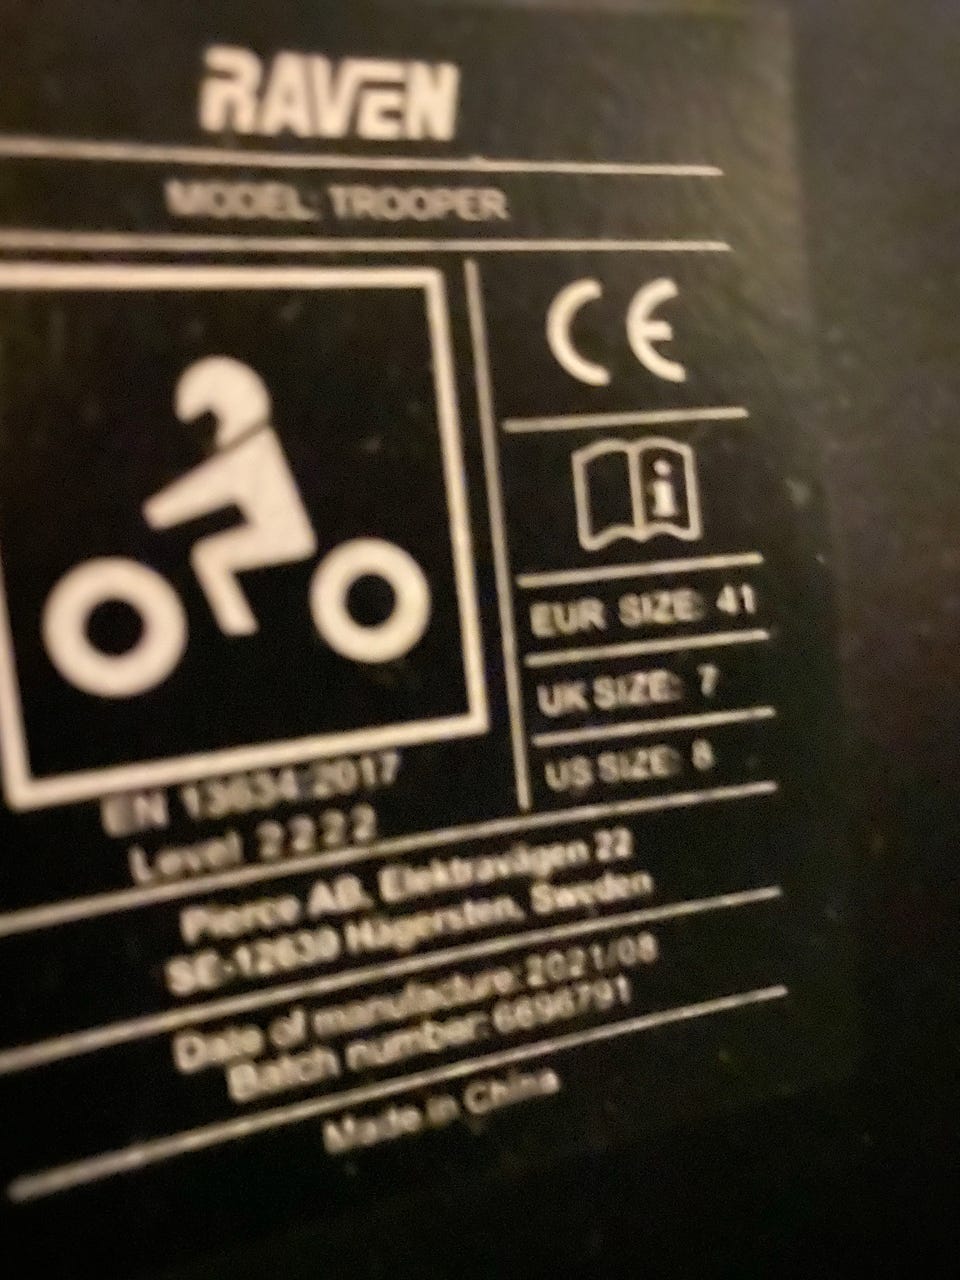 RAVEN
MODEL: TROOPER
CE
i
EUR SIZE: 41
UK SIZE: 7
US SIZE: 8
EN 13634:2017
Level 2 2 2 2
Pierce AB, Elektravägen 22
SE-12630 Hägersten, Sweden
Date of manufacture: 2021/08
Batch number:
Made in China